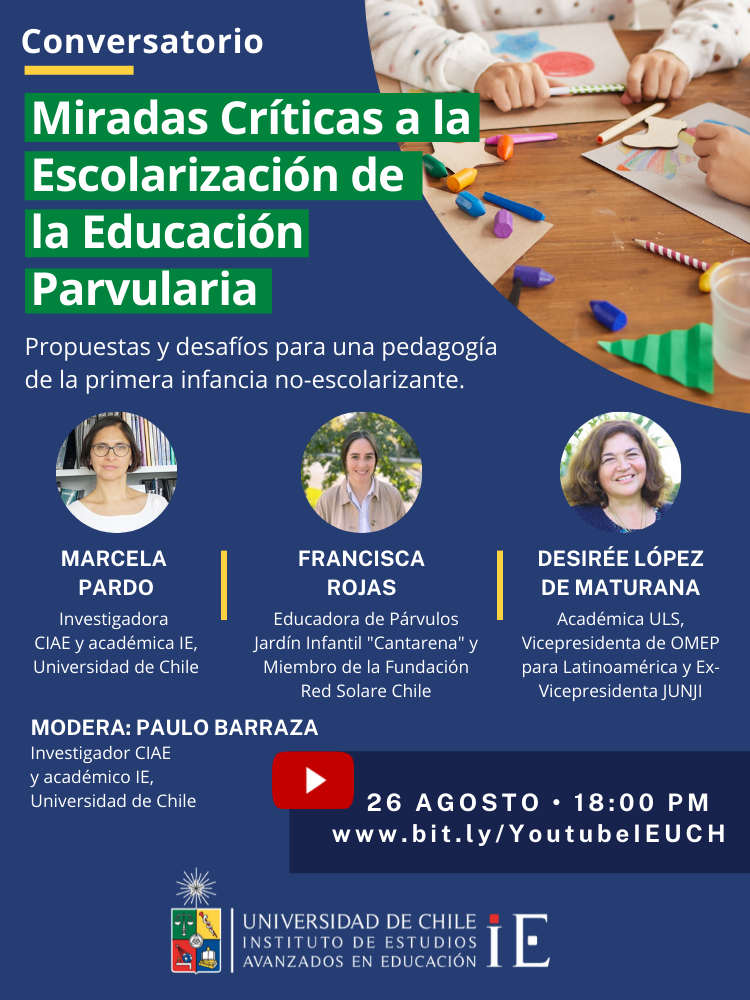 Conversatorio
Miradas Críticas a la
Escolarización de
la Educación
Parvularia
Propuestas y desafíos para una pedagogía
de la primera infancia no-escolarizante.
MARCELA
PARDO
Investigadora
CIAE y académica IE,
Universidad de Chile
FRANCISCA
ROJAS
Educadora de Párvulos
Jardín Infantil "Cantarena" y
Miembro de la Fundación
Red Solare Chile
DESIRÉE LÓPEZ
DE MATURANA
Académica ULS,
Vicepresidenta de OMEP
para Latinoamérica y Ex-
Vicepresidenta JUNJI
MODERA: PAULO BARRAZA
Investigador CIAE
y académico IE,
Universidad de Chile
26 AGOSTO • 18:00 PM
www.bit.ly/YoutubeIEUCH
UNIVERSIDAD DE CHILE
INSTITUTO DE ESTUDIOS
AVANZADOS EN EDUCACIÓN
iE